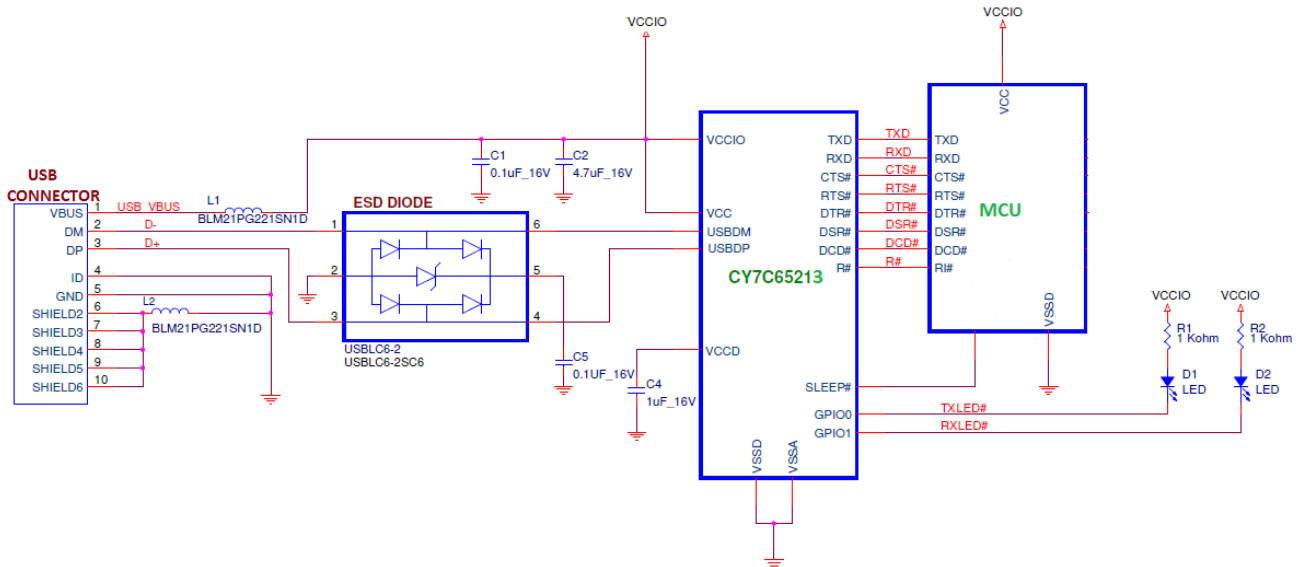 VCCIO
VCCIO
VCC
USB
CONNECTOR
1
VBUS
USB_VBUS
L1
BLM21PG221SN1D
2
DM
D-
3
DP
D+
4
ID
5
GND
6
SHIELD2
L2
BLM21PG221SN1D
7
SHIELD3
8
SHIELD4
9
SHIELD5
10
SHIELD6
ESD DIODE
1
2
3
6
5
4
USBLC6-2
USBLC6-2SC6
C1
0.1uF_16V
C2
4.7uF_16V
C5
0.1UF_16V
C4
1uF_16V
VCCIO
VCC
USBDM
USBDP
CY7C65213
VCCD
VSSD
VSSA
TXD
RXD
CTS#
RTS#
DTR#
DSR#
DCD#
R#
SLEEP#
GPIO0
GPIO1
TXD
RXD
CTS#
RTS#
DTR#
DSR#
DCD#
R#
TXD
RXD
CTS#
RTS#
DTR#
DSR#
DCD#
RI#
MCU
VSSD
TXLED#
RXLED#
VCCIO
R1
1 Kohm
D1
LED
VCCIO
R2
1 Kohm
D2
LED